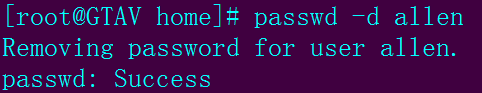 [root@GTAV home]# passwd -d allen
Removing password for user allen.
passwd: Success